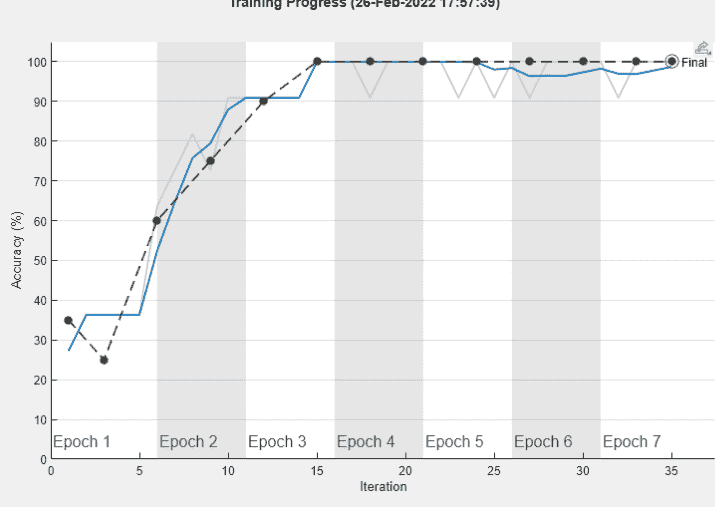 Training Progress (26-Feb-2022 17:57:39)
100
90
80
70
60
50
40
30
20
10
0
Accuracy (%)
Final
Epoch 1 Epoch 2 Epoch 3 Epoch 4 Epoch 5 Epoch 6 Epoch 7
0 5 10 15 20 25 30 35
Iteration